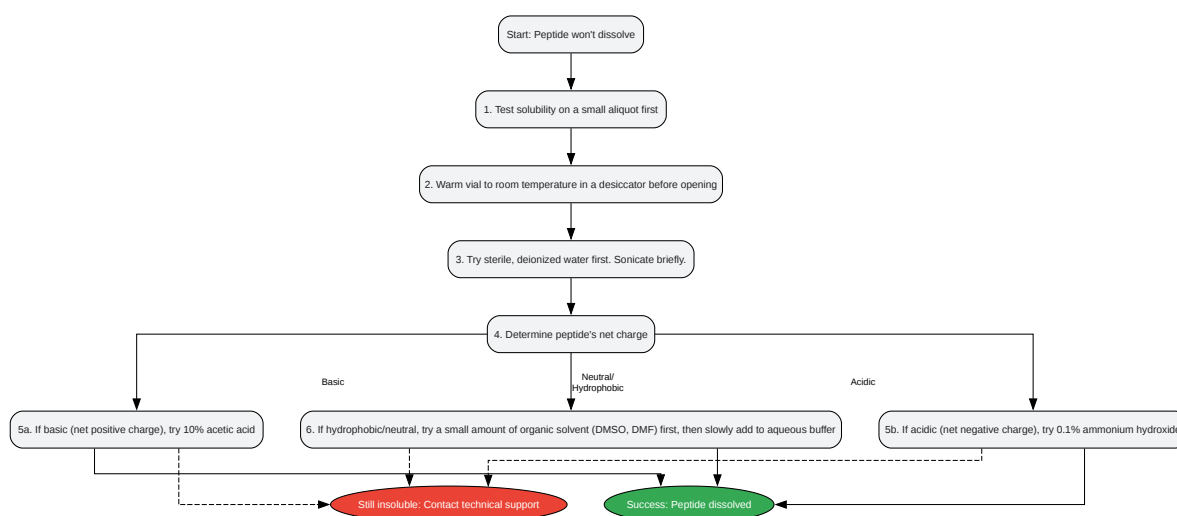 Start: Peptide won't dissolve
1. Test solubility on a small aliquot first
2. Warm vial to room temperature in a desiccator before opening
3. Try sterile, deionized water first. Sonicate briefly.
4. Determine peptide's net charge
Basic
Neutral/
Hydrophobic
Acidic
5a. If basic (net positive charge), try 10% acetic acid
6. If hydrophobic/neutral, try a small amount of organic solvent (DMSO, DMF) first, then slowly add to aqueous buffer
5b. If acidic (net negative charge), try 0.1% ammonium hydroxide
Still insoluble: Contact technical support
Success: Peptide dissolved